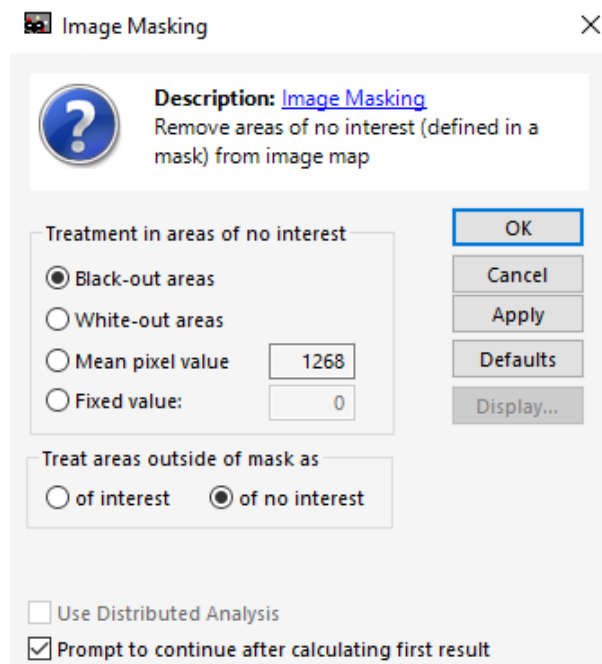 Image Masking
Description: Image Masking
Remove areas of no interest (defined in a
mask) from image map
Treatment in areas of no interest
Black-out areas
White-out areas
Mean pixel value 1268
Fixed value: 0
OK
Cancel
Apply
Defaults
Display...
Treat areas outside of mask as
of interest of no interest
Use Distributed Analysis
Prompt to continue after calculating first result